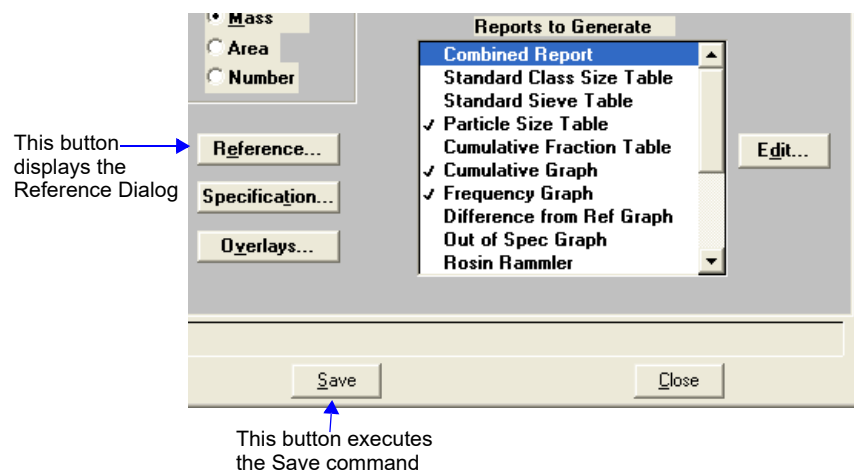 Mass
Area
Number
Reports to Generate
Combined Report
Standard Class Size Table
Standard Sieve Table
✓ Particle Size Table
Cumulative Fraction Table
✓ Cumulative Graph
✓ Frequency Graph
Difference from Ref Graph
Out of Spec Graph
Rosin Rammler
This button
displays the
Reference Dialog
Reference...
Specification...
Overlays...
Edit...
Save
Close
This button executes
the Save command